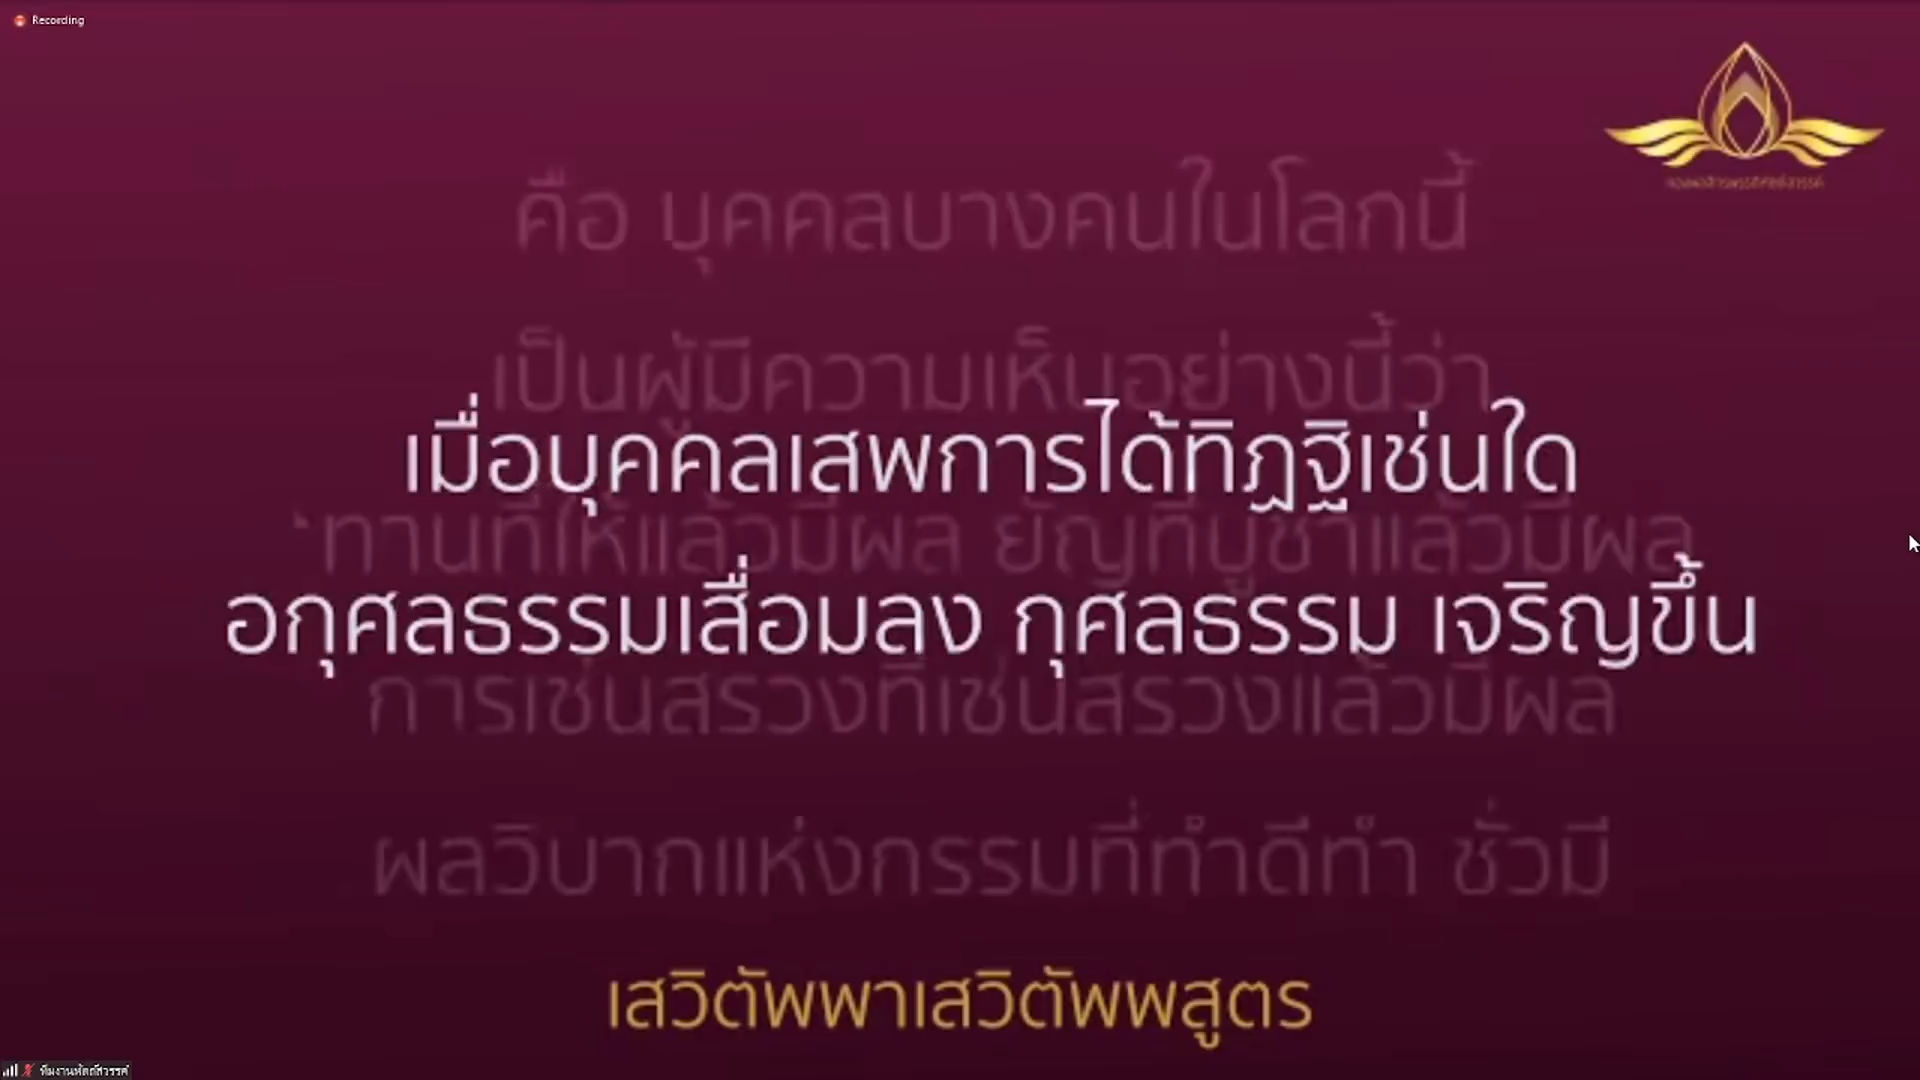 Recording
คือ บุคคลบางคนในโลกนี้
เป็นผู้มีความเห็นอย่างนี้ว่า
เมื่อบุคคลเสพการได้ทิฏฐิเช่นใด
‘ทานที่ให้แล้วมีผล ยัญที่บูชาแล้วมีผล
อกุศลธรรมเสื่อมลง กุศลธรรม เจริญขึ้น
การเซ่นสรวงที่เซ่นสรวงแล้วมีผล
ผลวิบากแห่งกรรมที่ทำดีทำ ชั่วมี
เสวิตัพพาเสวิตัพพสูตร